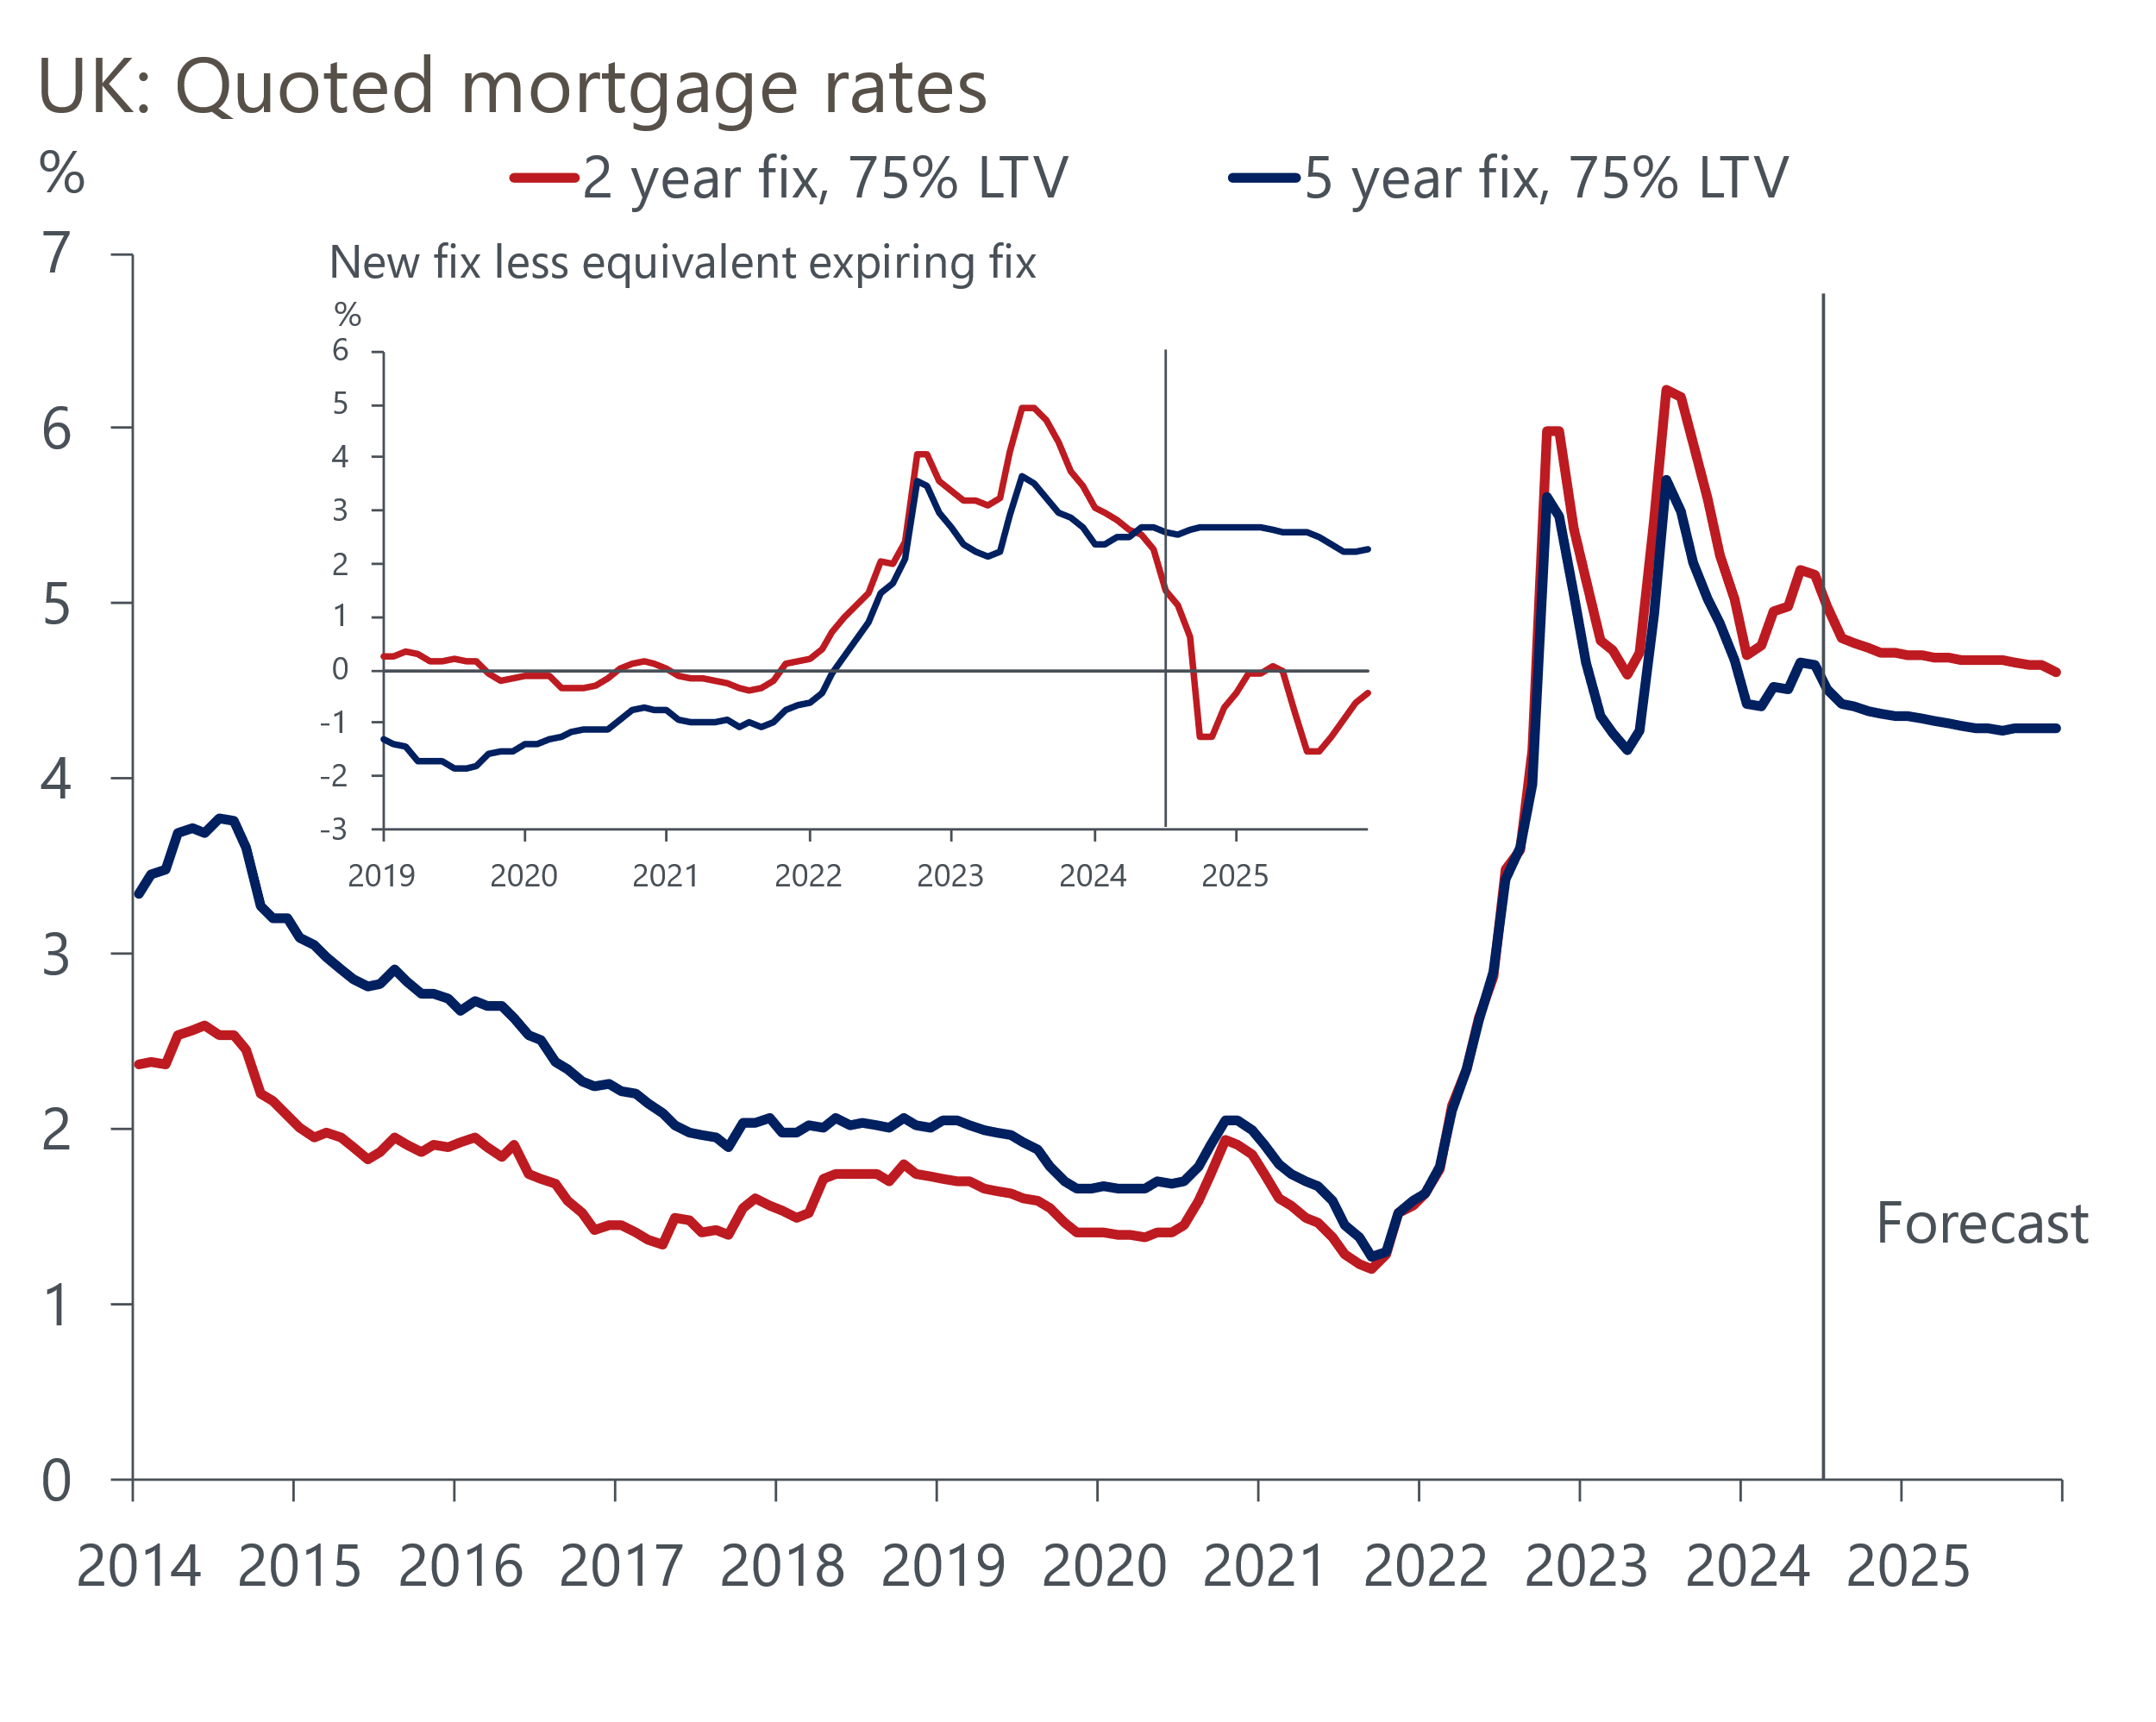 UK: Quoted mortgage rates
%
2 year fix, 75% LTV
5 year fix, 75% LTV
7
6
5
4
3
2
1
0
New fix less equivalent expiring fix
%
6
5
4
3
2
1
0
-1
-2
-3
2019 2020 2021 2022 2023 2024 2025
Forecast
2014 2015 2016 2017 2018 2019 2020 2021 2022 2023 2024 2025